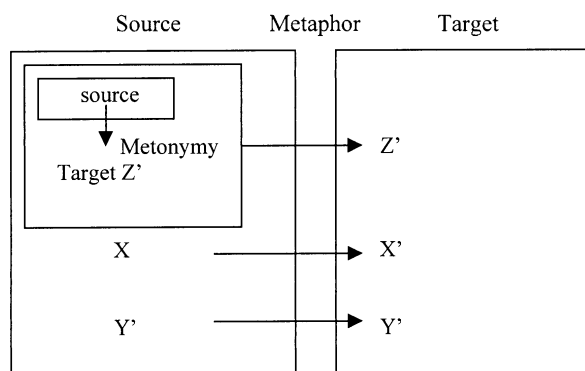 Source Metaphor Target
source
Metonymy Z’
Target Z’
X X’
Y’ Y’